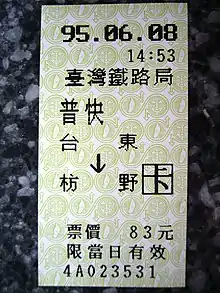 95.06.08
14:53
臺灣鐵路局
普快
台東
↓
枋野 卡
票價 83元
限當日有效
4A023531